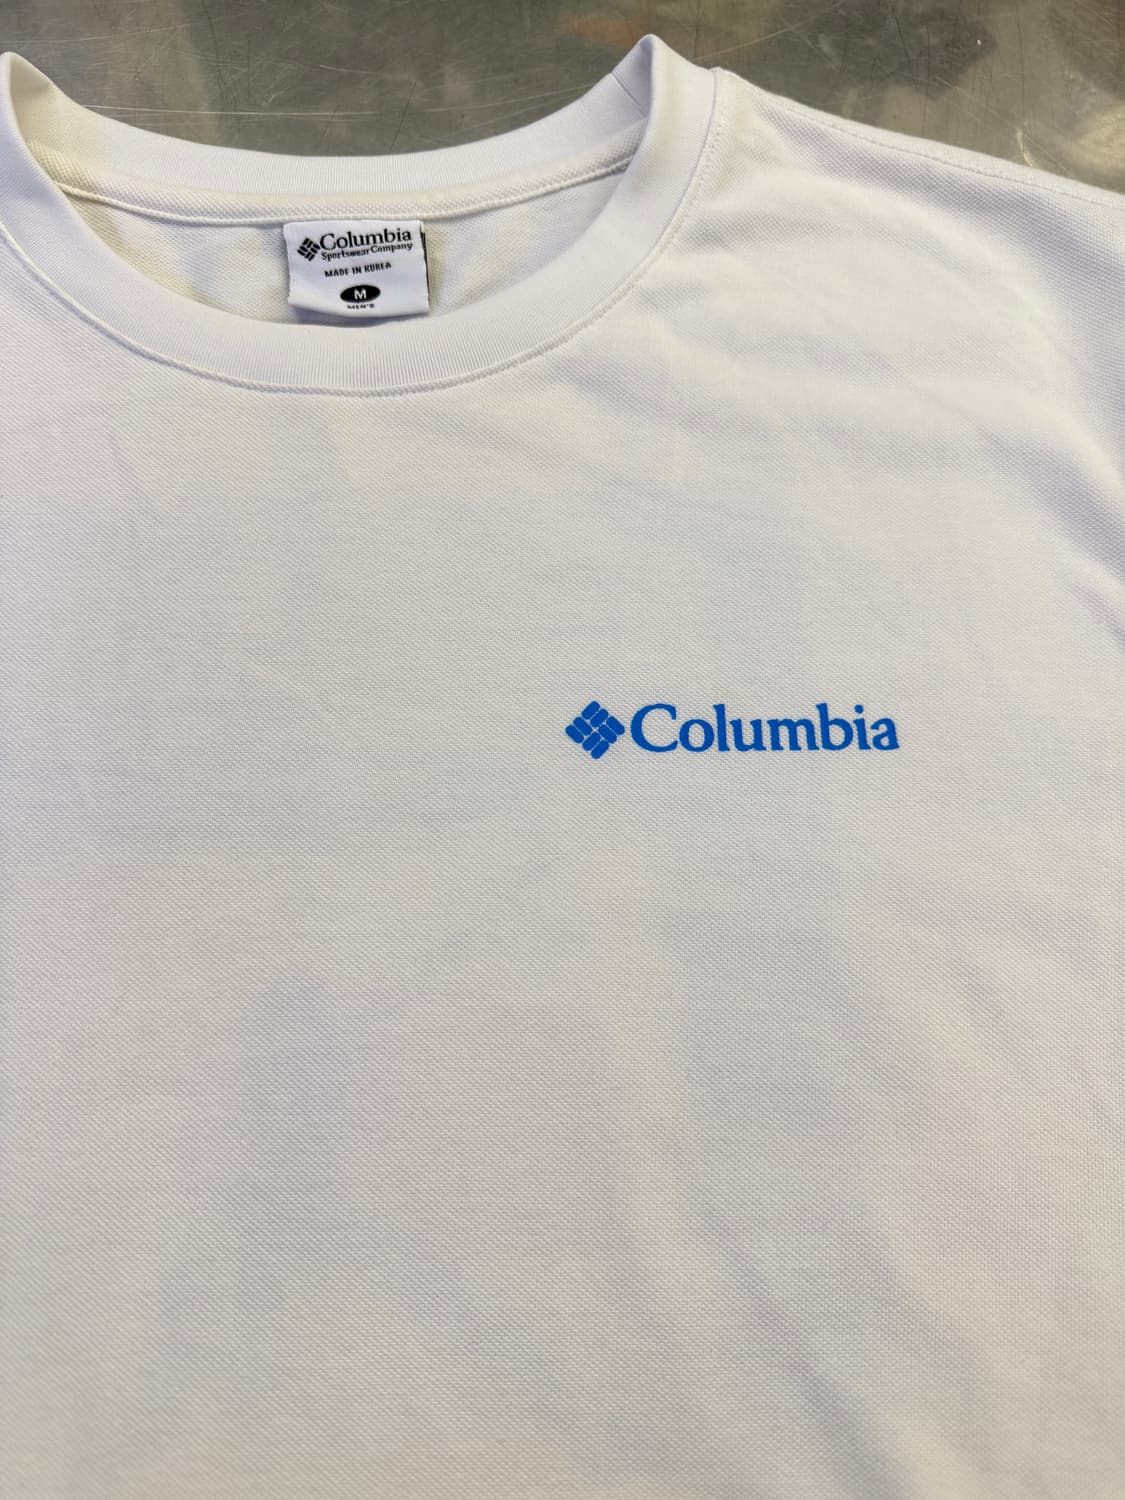 Columbia
Sportswear Company
MADE IN KOREA
M
MEN'S
Columbia